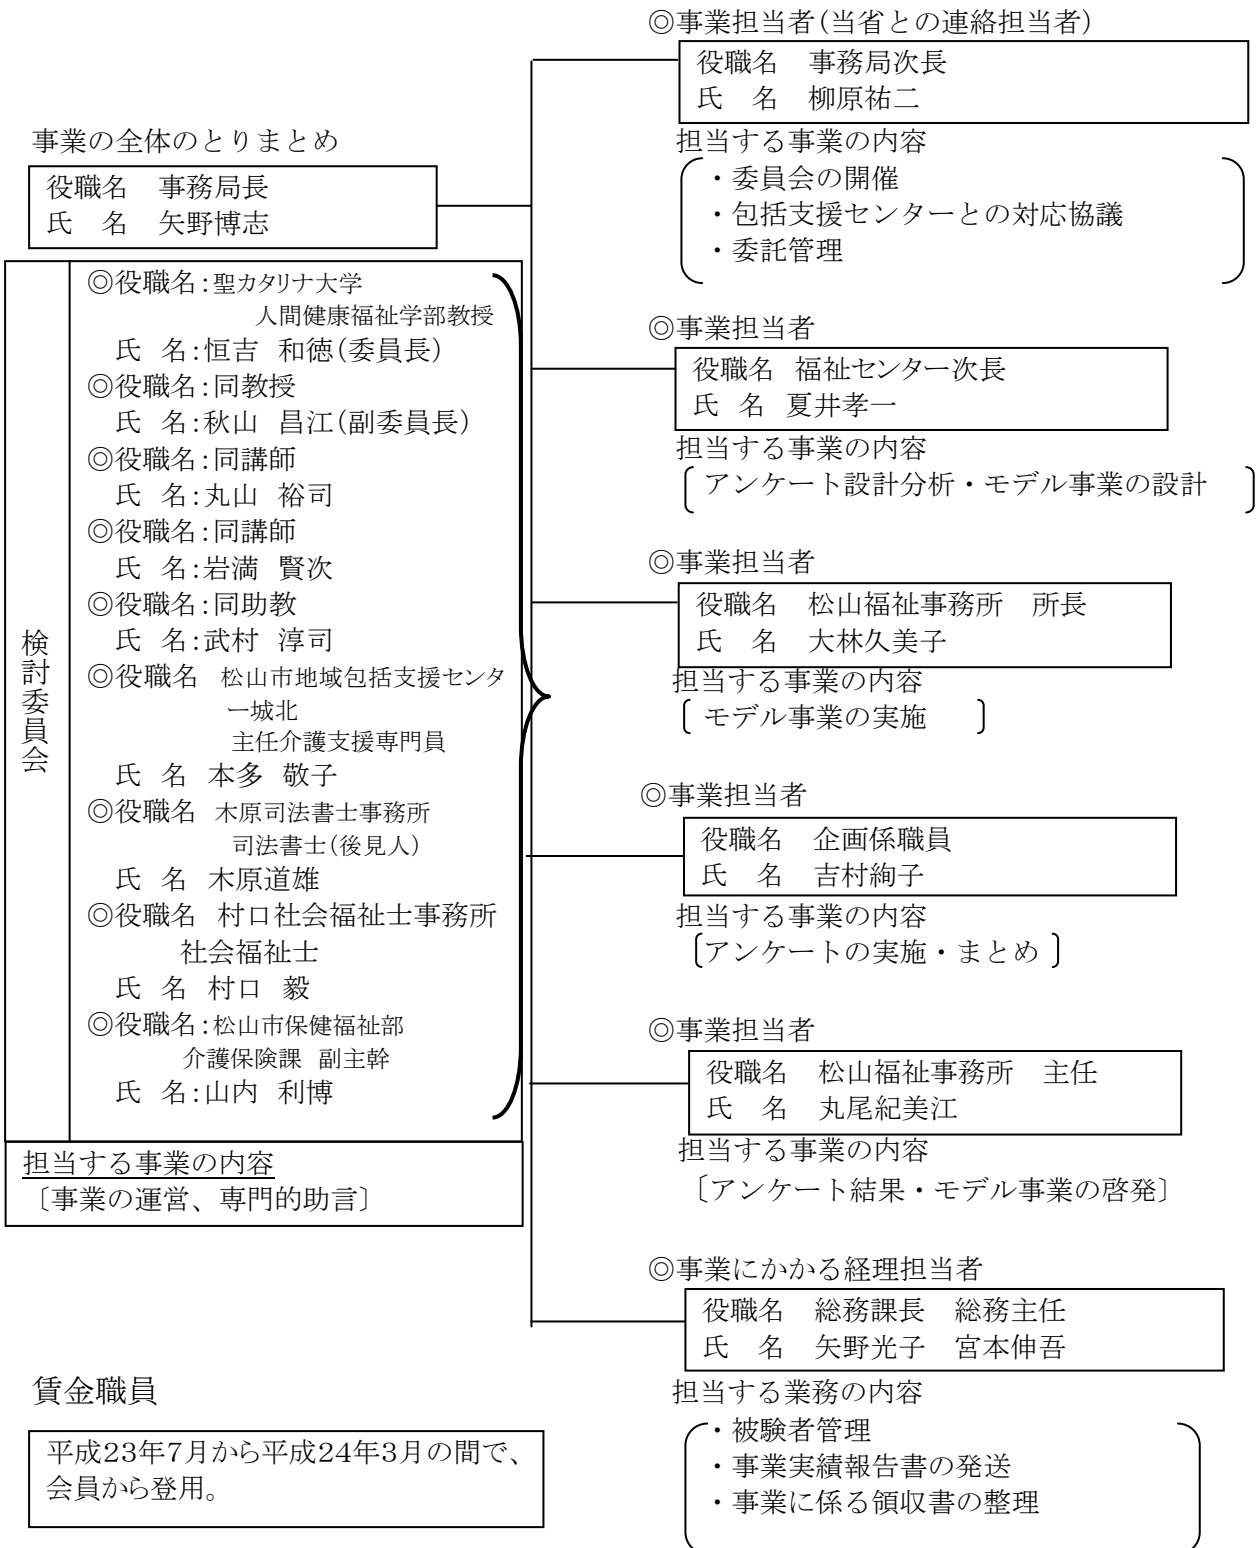 事業の全体のとりまとめ
役職名 事務局長
氏 名 矢野博志
検討委員会
◎役職名:聖カタリナ大学
人間健康福祉学部教授
氏 名:恒吉 和徳(委員長)
◎役職名:同教授
氏 名:秋山 昌江(副委員長)
◎役職名:同講師
氏 名:丸山 裕司
◎役職名:同講師
氏 名:岩満 賢次
◎役職名:同助教
氏 名:武村 淳司
◎役職名 松山市地域包括支援センタ
ー城北
主任介護支援専門員
氏 名 本多 敬子
◎役職名 木原司法書士事務所
司法書士(後見人)
氏 名 木原道雄
◎役職名 村口社会福祉士事務所
社会福祉士
氏 名 村口 毅
◎役職名:松山市保健福祉部
介護保険課 副主幹
氏 名:山内 利博
担当する事業の内容
〔事業の運営、専門的助言〕
賃金職員
平成23年7月から平成24年3月の間で、
会員から登用。
◎事業担当者(当省との連絡担当者)
役職名 事務局次長
氏 名 柳原祐二
担当する事業の内容
・委員会の開催
・包括支援センターとの対応協議
・委託管理
◎事業担当者
役職名 福祉センター次長
氏 名 夏井孝一
担当する事業の内容
アンケート設計分析・モデル事業の設計
◎事業担当者
役職名 松山福祉事務所 所長
氏 名 大林久美子
担当する事業の内容
モデル事業の実施
◎事業担当者
役職名 企画係職員
氏 名 吉村絢子
担当する事業の内容
アンケートの実施・まとめ
◎事業担当者
役職名 松山福祉事務所 主任
氏 名 丸尾紀美江
担当する事業の内容
〔アンケート結果・モデル事業の啓発〕
◎事業にかかる経理担当者
役職名 総務課長 総務主任
氏 名 矢野光子 宮本伸吾
担当する業務の内容
・被験者管理
・事業実績報告書の発送
・事業に係る領収書の整理